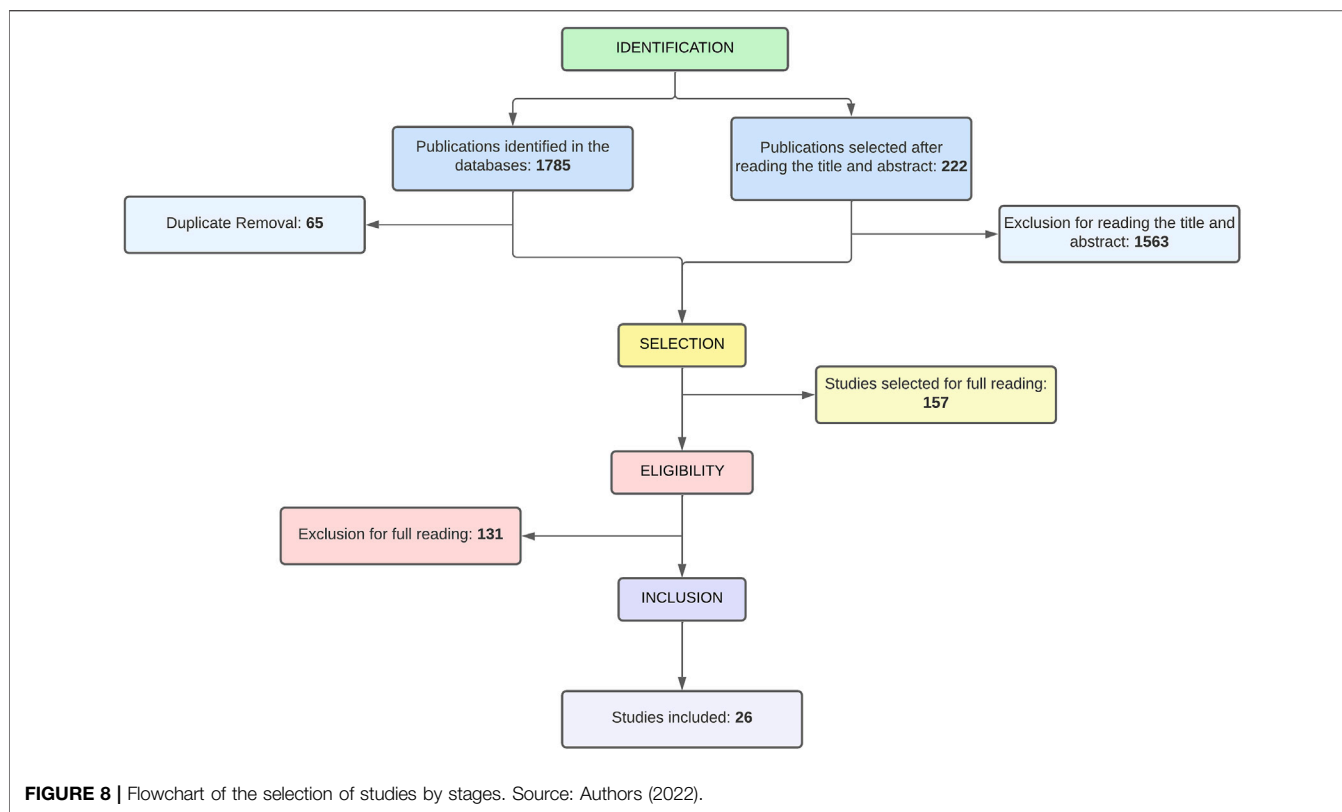 IDENTIFICATION
Publications identified in the
databases: 1785
Publications selected after
reading the title and abstract: 222
Duplicate Removal: 65
Exclusion for reading the title and
abstract: 1563
SELECTION
Studies selected for full reading:
157
ELIGIBILITY
Exclusion for full reading: 131
INCLUSION
Studies included: 26
FIGURE 8 | Flowchart of the selection of studies by stages. Source: Authors (2022).